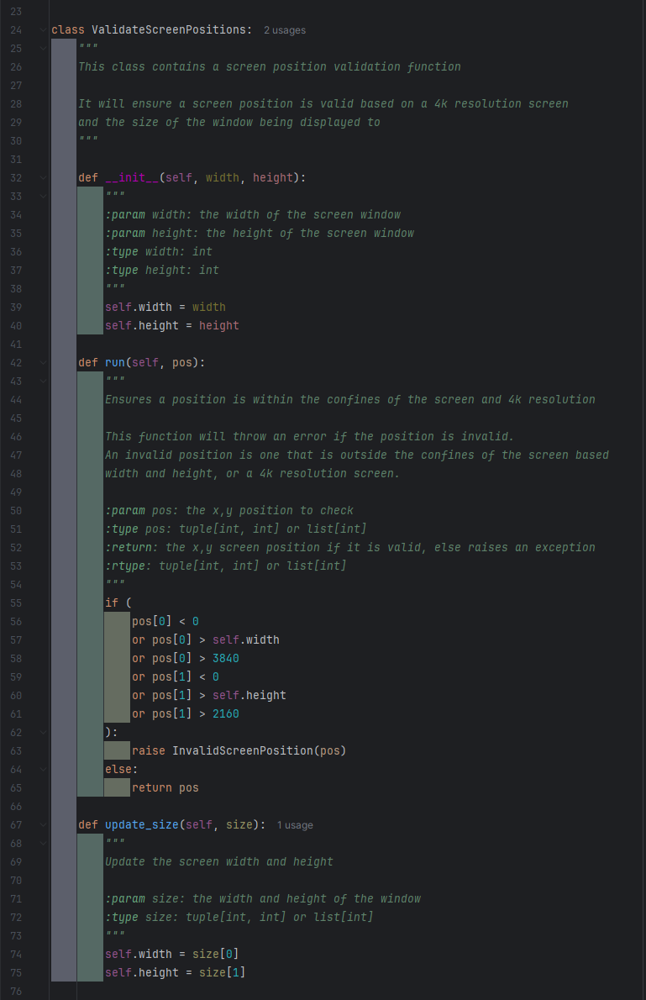 23
24 class ValidateScreenPositions: 2 usages
25 """
26 This class contains a screen position validation function
27
28 It will ensure a screen position is valid based on a 4k resolution screen
29 and the size of the window being displayed to
30 """
31
32 def __init__(self, width, height):
33 """
34 :param width: the width of the screen window
35 :param height: the height of the screen window
36 :type width: int
37 :type height: int
38 """
39 self.width = width
40 self.height = height
41
42 def run(self, pos):
43 """
44 Ensures a position is within the confines of the screen and 4k resolution
45
46 This function will throw an error if the position is invalid.
47 An invalid position is one that is outside the confines of the screen based
48 width and height, or a 4k resolution screen.
49
50 :param pos: the x,y position to check
51 :type pos: tuple[int, int] or list[int]
52 :return: the x,y screen position if it is valid, else raises an exception
53 :rtype: tuple[int, int] or list[int]
54 """
55 if (
56 pos[0] < 0
57 or pos[0] > self.width
58 or pos[0] > 3840
59 or pos[1] < 0
60 or pos[1] > self.height
61 or pos[1] > 2160
62 ):
63 raise InvalidScreenPosition(pos)
64 else:
65 return pos
66
67 def update_size(self, size): 1 usage
68 """
69 Update the screen width and height
70
71 :param size: the width and height of the window
72 :type size: tuple[int, int] or list[int]
73 """
74 self.width = size[0]
75 self.height = size[1]
76